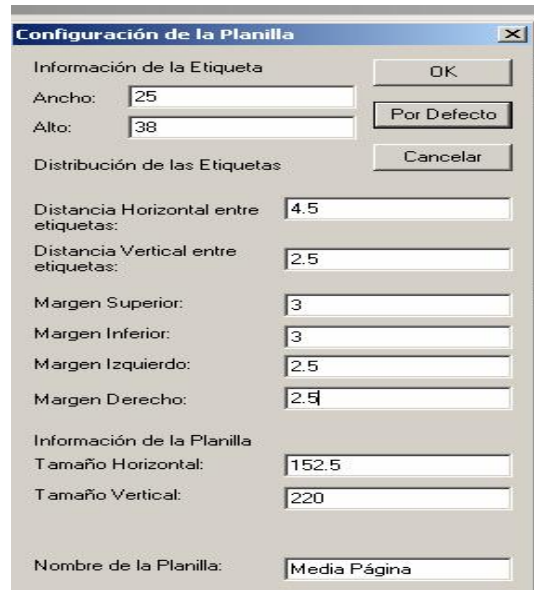 Configuración de la Planilla
Información de la Etiqueta
OK
Ancho: 25
Por Defecto
Alto: 38
Cancelar
Distribución de las Etiquetas
Distancia Horizontal entre
etiquetas: 4.5
Distancia Vertical entre
etiquetas: 2.5
Margen Superior: 3
Margen Inferior: 3
Margen Izquierdo: 2.5
Margen Derecho: 2.5
Información de la Planilla
Tamaño Horizontal: 152.5
Tamaño Vertical: 220
Nombre de la Planilla: Media Página